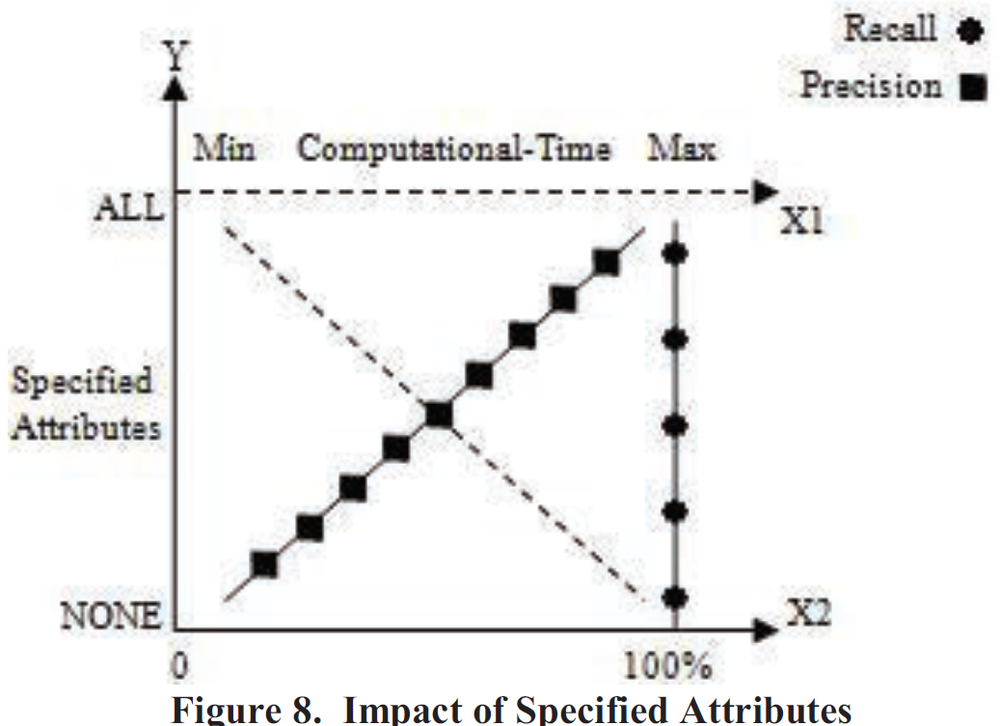 Recall
Precision
Y
Min Computational-Time Max
ALL
X1
Specified
Attributes
NONE
X2
0 100%
Figure 8. Impact of Specified Attributes